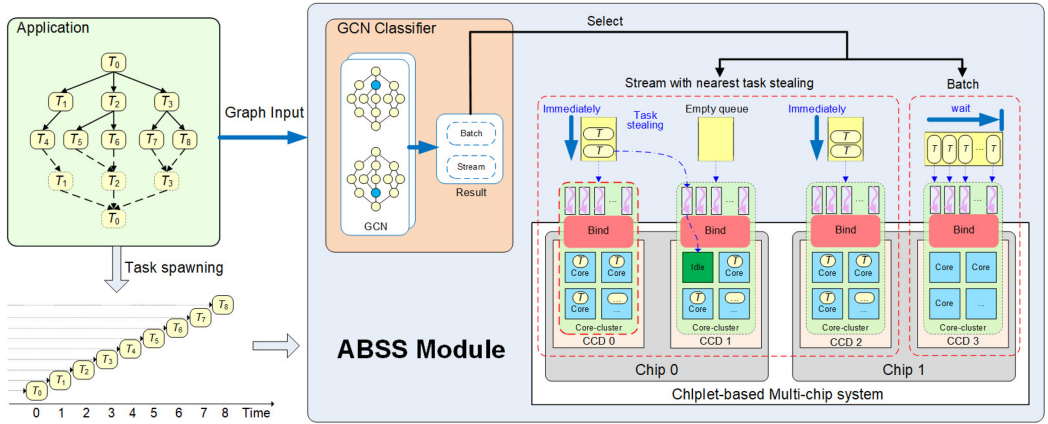 Application
T0
T1 T2 T3
T4 T5 T6 T7 T8
T1 T2 T3
T0
Task spawning
T8
T7
T6
T5
T4
T3
T2
T1
T0
0 1 2 3 4 5 6 7 8 Time
Graph Input
GCN Classifier
GCN
Batch
Stream
Result
Select
Stream with nearest task stealing
Batch
Immediately
Task
stealing
Empty queue
Immediately
wait
T
T
T
T
T T T ... T
...
...
...
...
Bind
Bind
Bind
Bind
T
Core
T
Core
T
Core
...
...
Core-cluster
CCD 0
Idle
T
Core
T
Core
...
...
Core-cluster
CCD 1
T
Core
T
Core
T
Core
...
...
Core-cluster
CCD 2
Core
Core
Core
...
Core-cluster
CCD 3
Chip 0
Chip 1
ChIplet-based Multi-chip system
ABSS Module